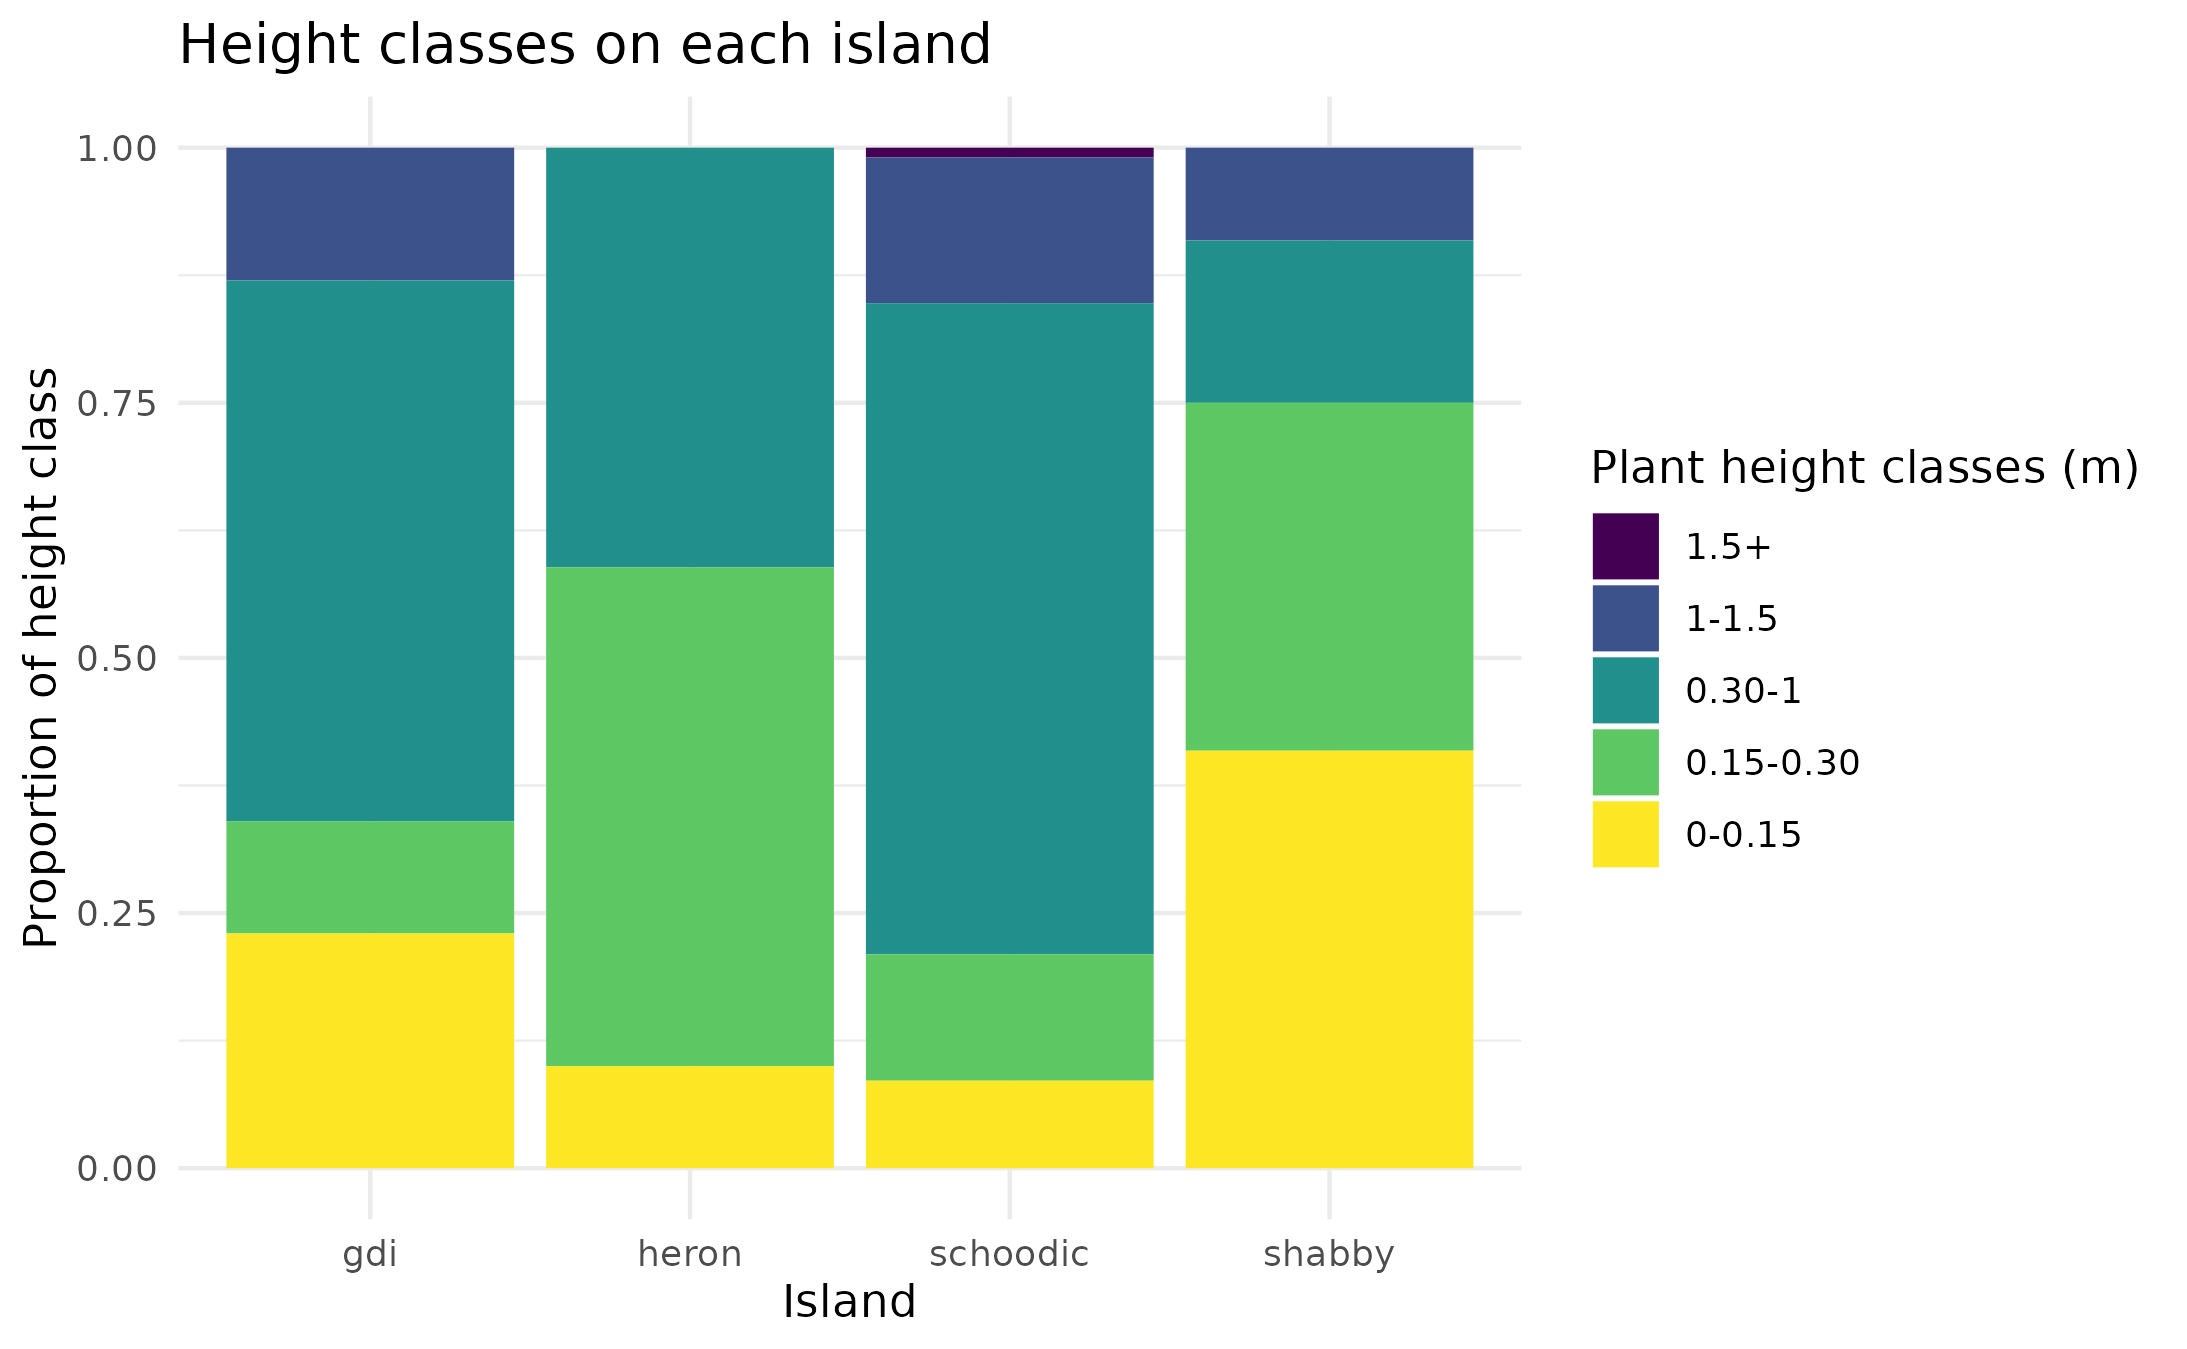 Height classes on each island
Proportion of height class
1.00
0.75
0.50
0.25
0.00
gdi
heron
schoodic
shabby
Island
Plant height classes (m)
1.5+
1-1.5
0.30-1
0.15-0.30
0-0.15